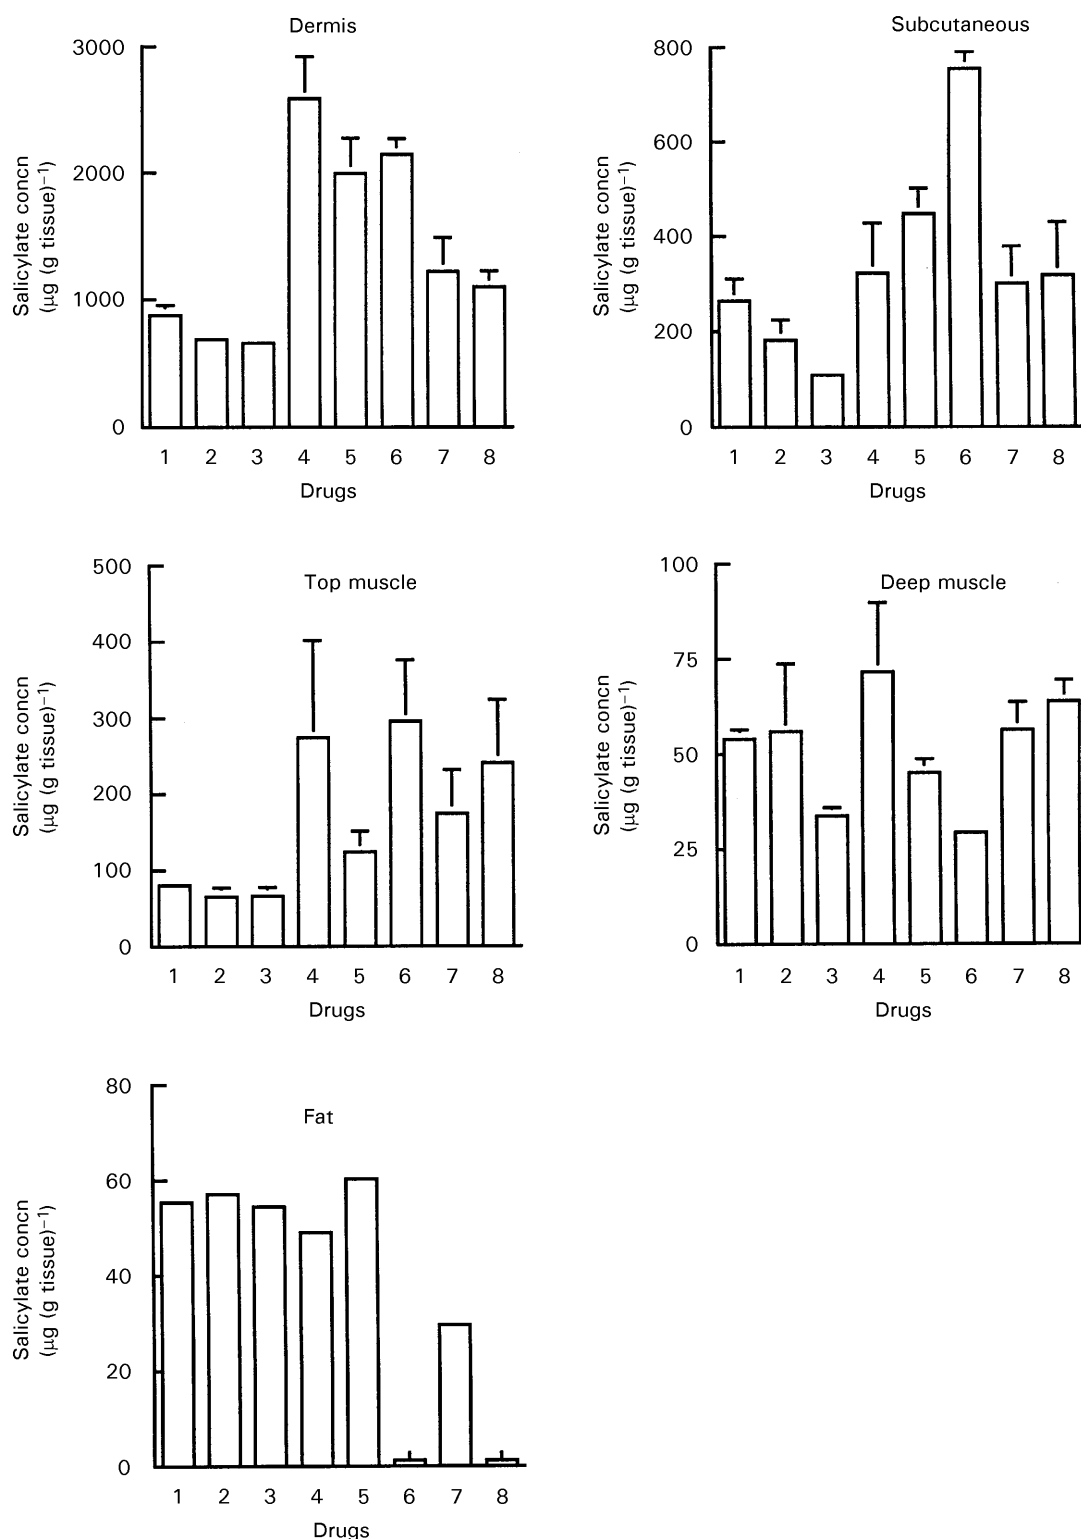 Dermis
3000
2000
1000
0
Salicylate concn
(μg (g tissue)⁻¹)
1 2 3 4 5 6 7 8
Drugs
Subcutaneous
800
600
400
200
0
Salicylate concn
(μg (g tissue)⁻¹)
1 2 3 4 5 6 7 8
Drugs
Top muscle
500
400
300
200
100
0
Salicylate concn
(μg (g tissue)⁻¹)
1 2 3 4 5 6 7 8
Drugs
Deep muscle
100
75
50
25
0
Salicylate concn
(μg (g tissue)⁻¹)
1 2 3 4 5 6 7 8
Drugs
Fat
80
60
40
20
0
Salicylate concn
(μg (g tissue)⁻¹)
1 2 3 4 5 6 7 8
Drugs